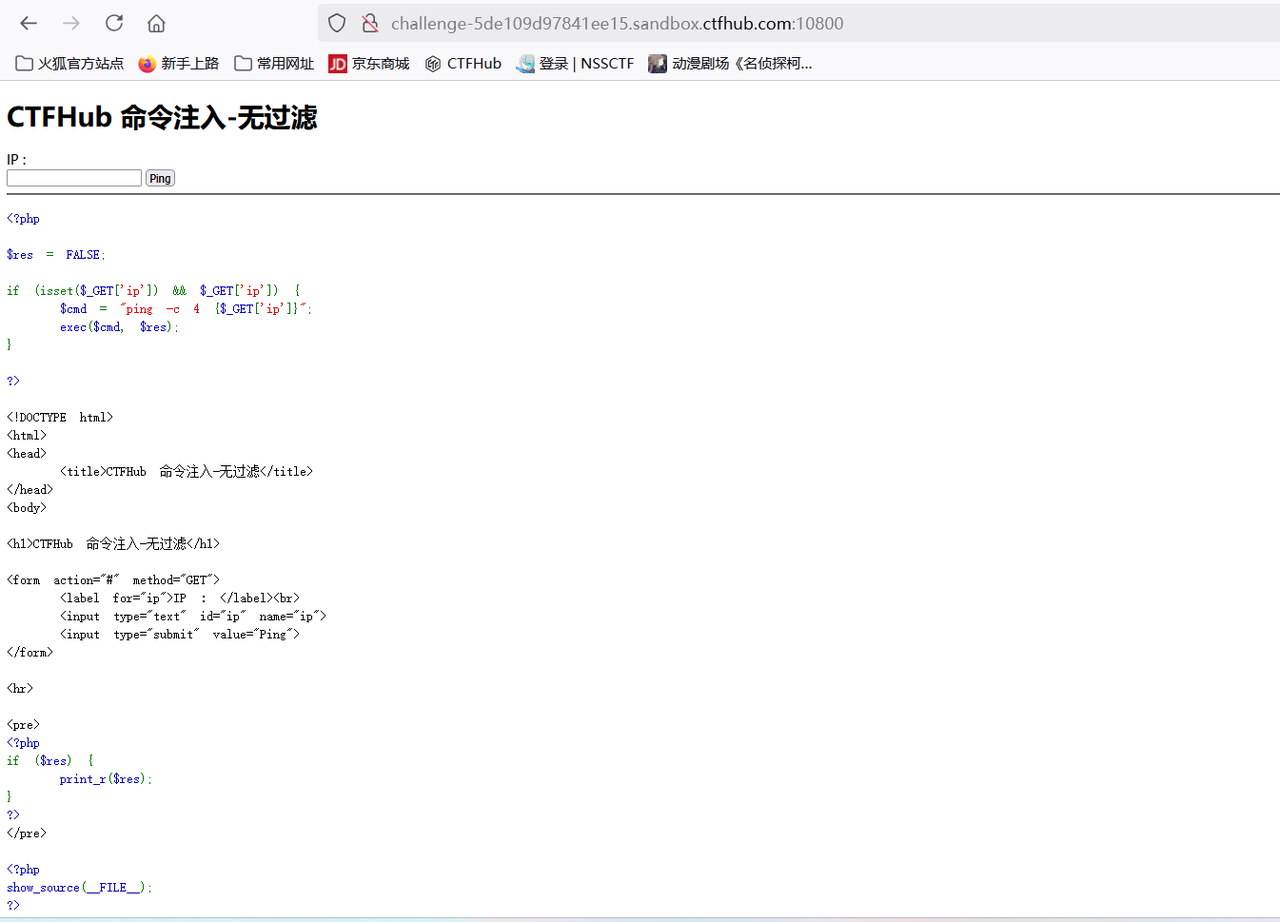 challenge-5de109d97841ee15.sandbox.ctfhub.com:10800
火狐官方站点 新手上路 常用网址 JD 京东商城 CTFHub 登录 | NSSCTF 动漫剧场《名侦探柯...
CTFHub 命令注入-无过滤
IP :
Ping
<?php
$res = FALSE;
if (isset($_GET['ip']) && $_GET['ip']) {
$cmd = "ping -c 4 {$_GET['ip']}";
exec($cmd, $res);
}
?>
<!DOCTYPE html>
<html>
<head>
<title>CTFHub 命令注入-无过滤</title>
</head>
<body>
<h1>CTFHub 命令注入-无过滤</h1>
<form action="#" method="GET">
<label for="ip">IP : </label><br>
<input type="text" id="ip" name="ip">
<input type="submit" value="Ping">
</form>
<hr>
<pre>
<?php
if ($res) {
print_r($res);
}
?>
</pre>
<?php
show_source(__FILE__);
?>